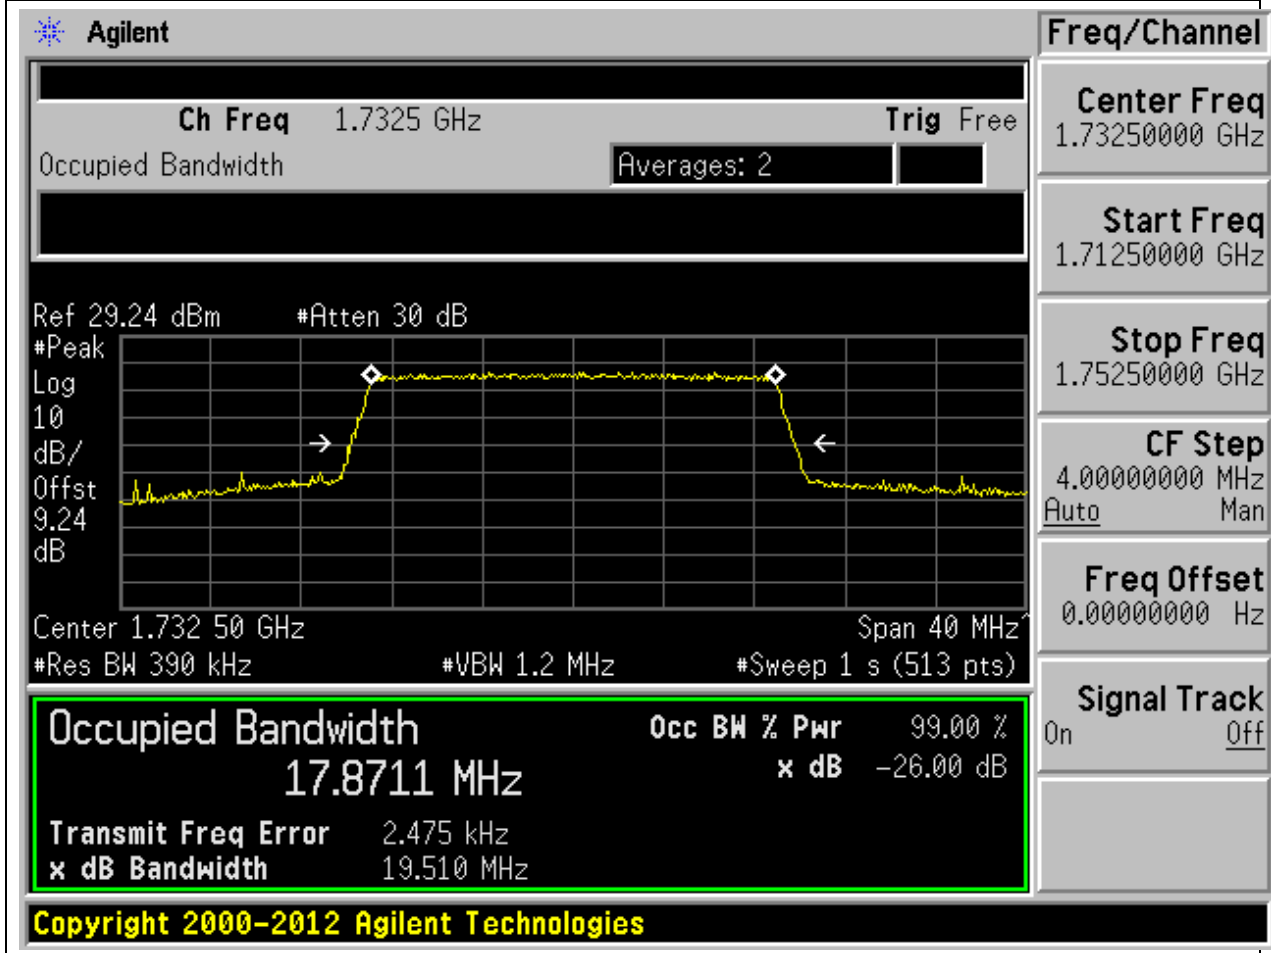 Agilent
Freq/Channel
Ch Freq 1.7325 GHz Trig Free
Occupied Bandwidth Averages: 2
Ref 29.24 dBm #Atten 30 dB
#Peak
Log
10
dB/
Offst
9.24
dB
Center 1.732 50 GHz Span 40 MHz^
#Res BW 390 kHz #VBW 1.2 MHz #Sweep 1 s (513 pts)
Occupied Bandwidth
17.8711 MHz
Occ BW % Pwr 99.00 %
x dB -26.00 dB
Transmit Freq Error 2.475 kHz
x dB Bandwidth 19.510 MHz
Center Freq
1.73250000 GHz
Start Freq
1.71250000 GHz
Stop Freq
1.75250000 GHz
CF Step
4.00000000 MHz
Auto Man
Freq Offset
0.00000000 Hz
Signal Track
On Off
Copyright 2000-2012 Agilent Technologies